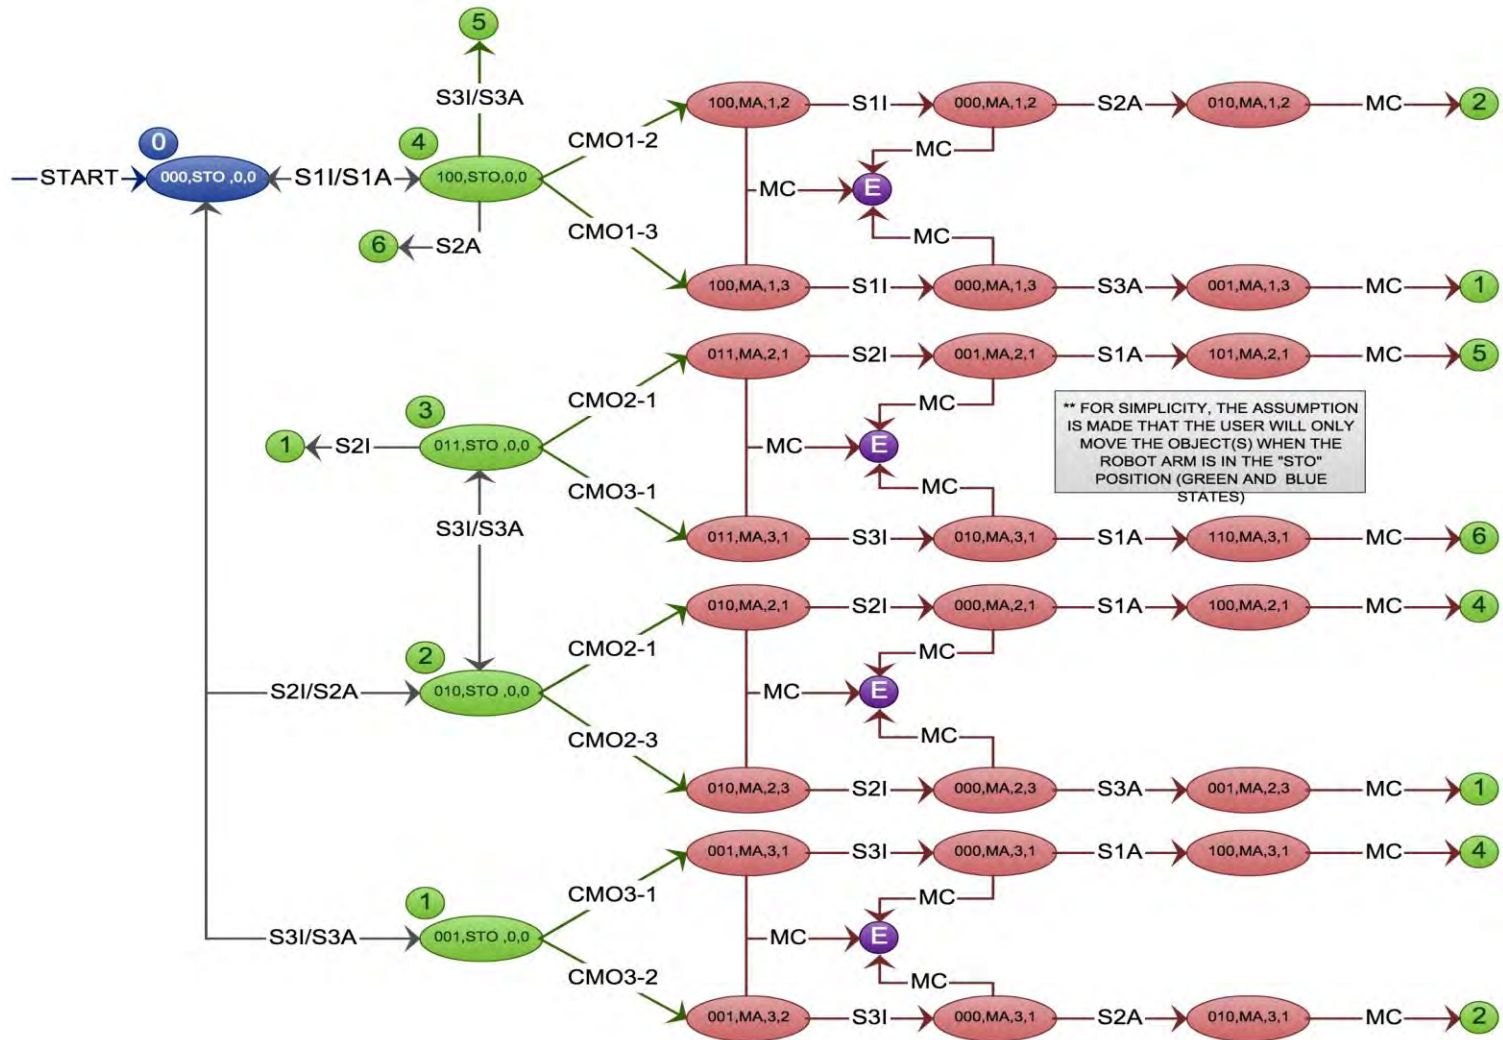 5
S3I/S3A
100,MA,1,2
S1I
000,MA,1,2
S2A
010,MA,1,2
MC
2
0
4
CMO1-2
MC
START
000,STO ,0,0
S1I/S1A
100,STO,0,0
MC
E
6
S2A
CMO1-3
MC
100,MA,1,3
S1I
000,MA,1,3
S3A
001,MA,1,3
MC
1
011,MA,2,1
S2I
001,MA,2,1
S1A
101,MA,2,1
MC
5
3
CMO2-1
MC
1
S2I
011,STO ,0,0
MC
E
** FOR SIMPLICITY, THE ASSUMPTION
IS MADE THAT THE USER WILL ONLY
MOVE THE OBJECT(S) WHEN THE
ROBOT ARM IS IN THE "STO"
POSITION (GREEN AND BLUE
STATES)
CMO3-1
MC
S3I/S3A
011,MA,3,1
S3I
010,MA,3,1
S1A
110,MA,3,1
MC
6
010,MA,2,1
S2I
000,MA,2,1
S1A
100,MA,2,1
MC
4
2
CMO2-1
MC
S2I/S2A
010,STO ,0,0
MC
E
CMO2-3
MC
010,MA,2,3
S2I
000,MA,2,3
S3A
001,MA,2,3
MC
1
001,MA,3,1
S3I
000,MA,3,1
S1A
100,MA,3,1
MC
4
1
CMO3-1
MC
S3I/S3A
001,STO ,0,0
MC
E
CMO3-2
MC
001,MA,3,2
S3I
000,MA,3,1
S2A
010,MA,3,1
MC
2